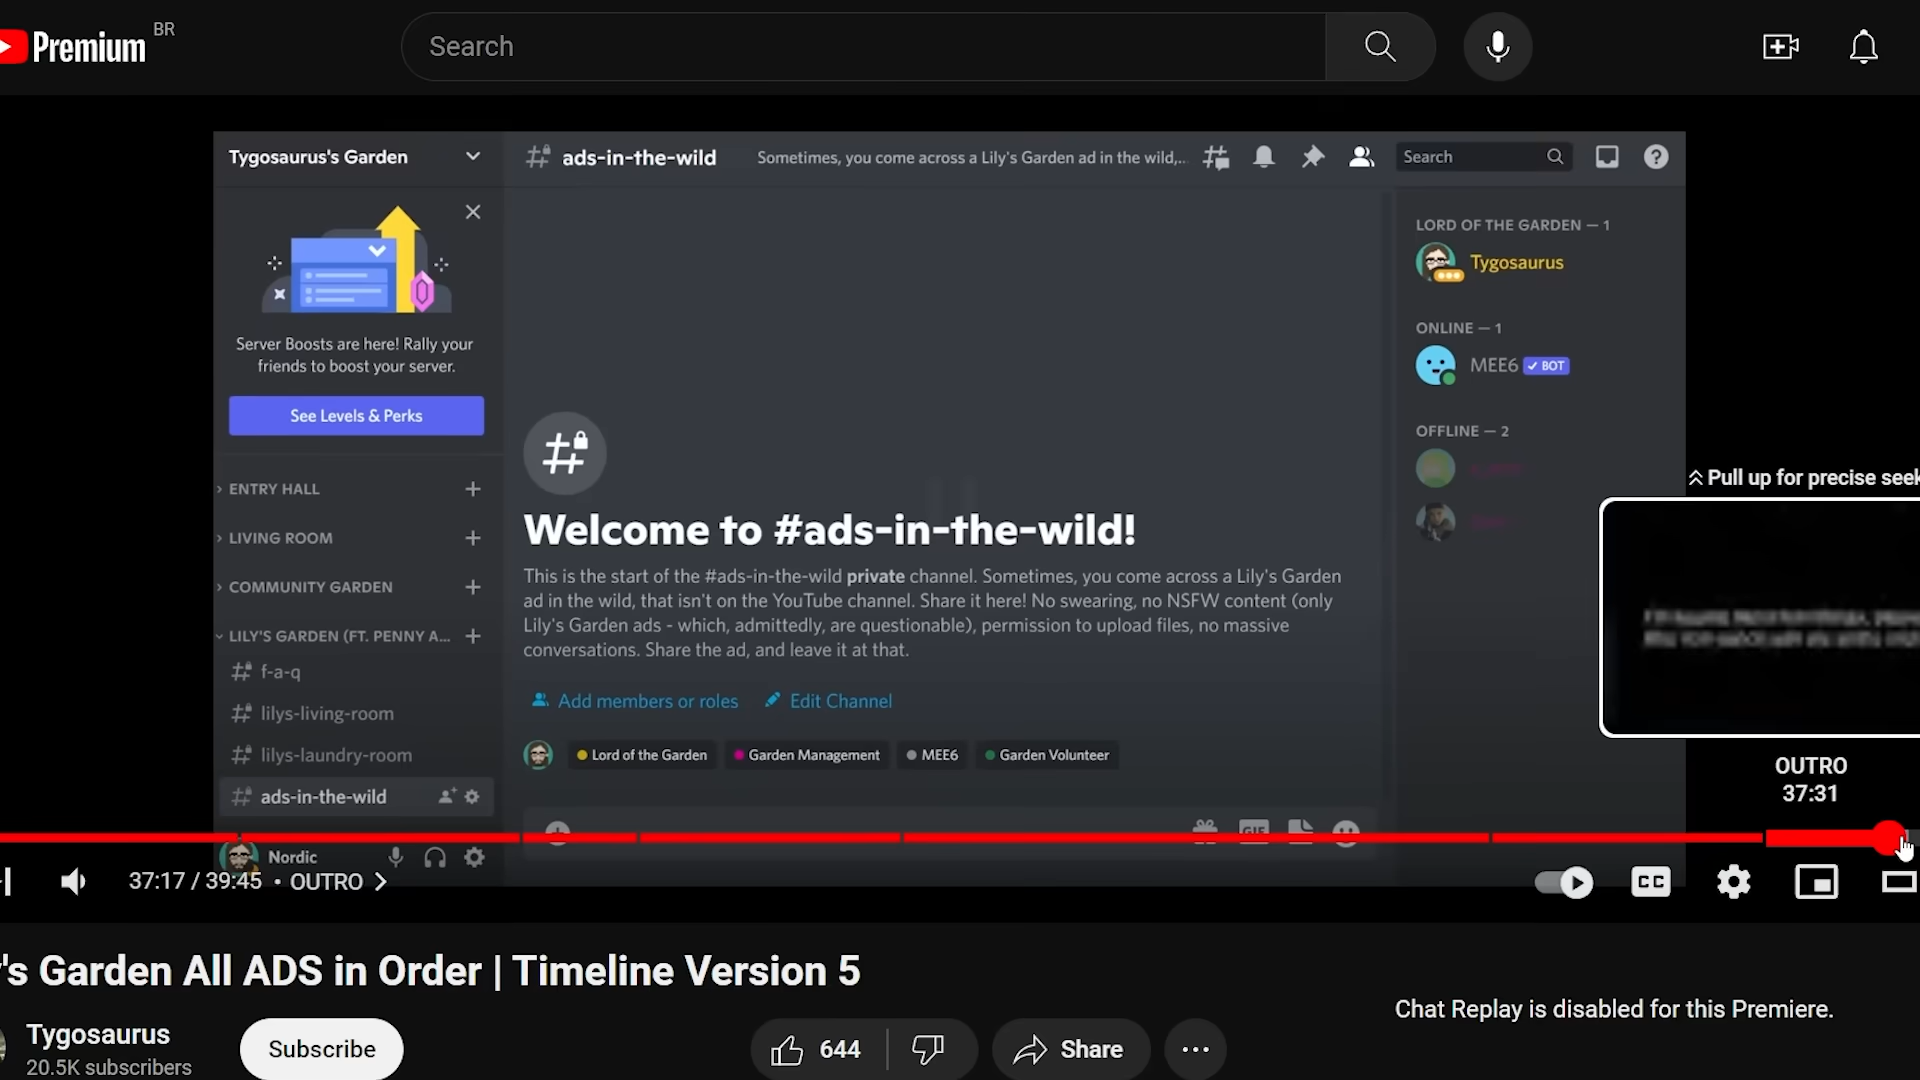 Premium BR
Search
Tygosaurus's Garden
ads-in-the-wild
Sometimes, you come across a Lily's Garden ad in the wild,...
Search
Server Boosts are here! Rally your
friends to boost your server.
See Levels & Perks
ENTRY HALL
LIVING ROOM
COMMUNITY GARDEN
LILY'S GARDEN (FT. PENNY A...
f-a-q
lilys-living-room
lilys-laundry-room
ads-in-the-wild
Nordic
Welcome to #ads-in-the-wild!
This is the start of the #ads-in-the-wild private channel. Sometimes, you come across a Lily's Garden
ad in the wild, that isn't on the YouTube channel. Share it here! No swearing, no NSFW content (only
Lily's Garden ads - which, admittedly, are questionable), permission to upload files, no massive
conversations. Share the ad, and leave it at that.
Add members or roles
Edit Channel
Lord of the Garden
Garden Management
MEE6
Garden Volunteer
GIF
LORD OF THE GARDEN — 1
Tygosaurus
ONLINE — 1
MEE6 BOT
OFFLINE — 2
Pull up for precise seek
OUTRO
37:31
37:17 / 39:45 • OUTRO
CC
's Garden All ADS in Order | Timeline Version 5
Tygosaurus
20.5K subscribers
Subscribe
644
Share
Chat Replay is disabled for this Premiere.